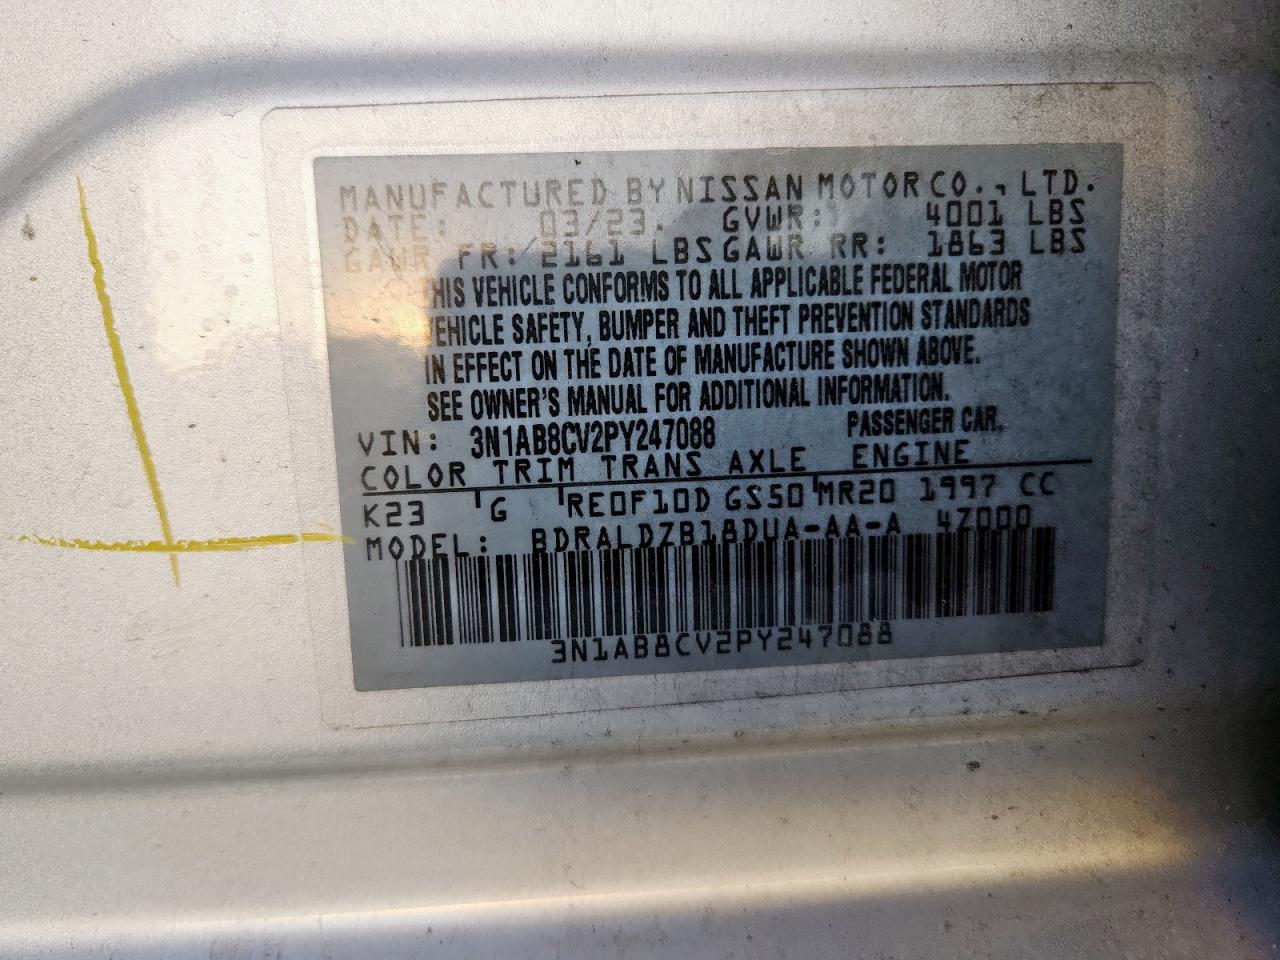 MANUFACTURED BY NISSAN MOTOR CO., LTD.
DATE: 03/23. GVWR: 4001 LBS
GAWR FR: 2161 LBS GAWR RR: 1863 LBS
THIS VEHICLE CONFORMS TO ALL APPLICABLE FEDERAL MOTOR
VEHICLE SAFETY, BUMPER AND THEFT PREVENTION STANDARDS
IN EFFECT ON THE DATE OF MANUFACTURE SHOWN ABOVE.
SEE OWNER'S MANUAL FOR ADDITIONAL INFORMATION.
VIN: 3N1AB8CV2PY247088 PASSENGER CAR.
COLOR TRIM TRANS AXLE ENGINE
K23 G RE0F10D GS50 MR20 1997 CC
MODEL: BDRALDZB18DUA-AA-A 4Z000
3N1AB8CV2PY247088